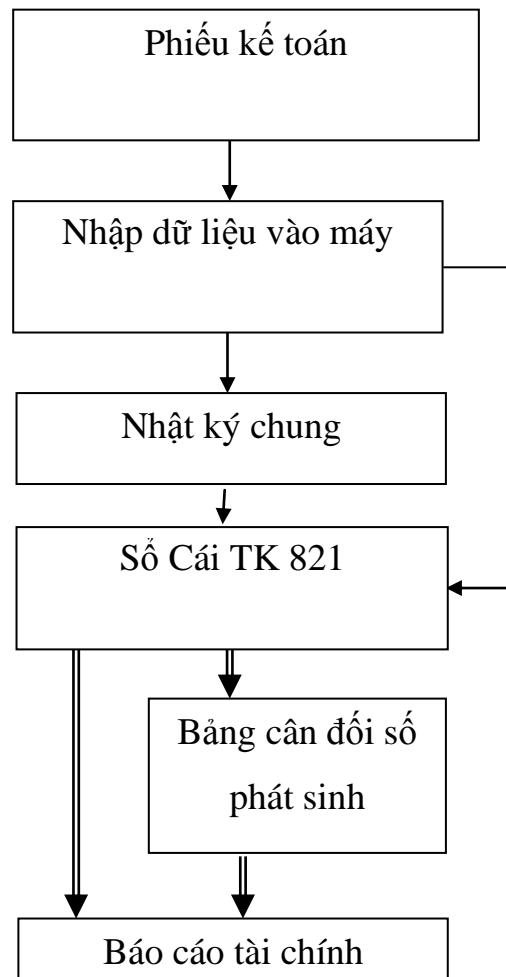 Phiếu kế toán
Nhập dữ liệu vào máy
Nhật ký chung
Sổ Cái TK 821
Bảng cân đối số
phát sinh
Báo cáo tài chính